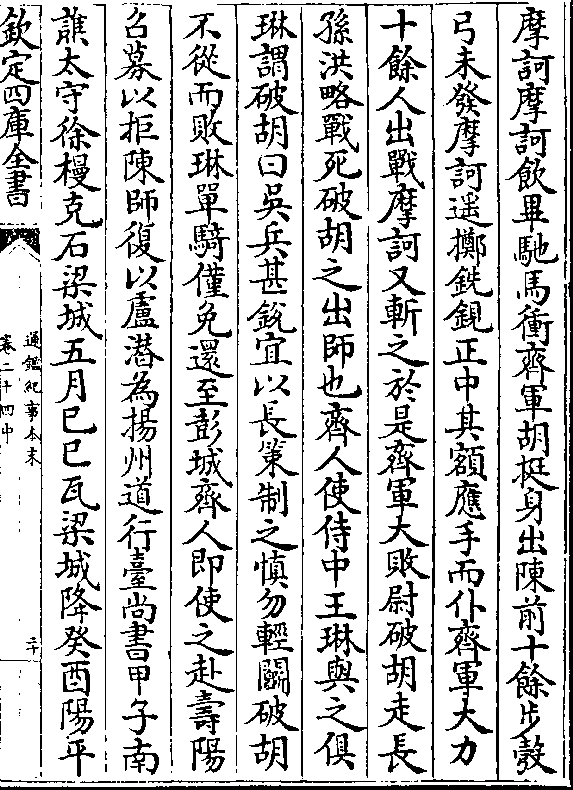 摩訶摩訶飲畢馳馬衝齊軍胡挺身出陳前十餘步彀
弓未發摩訶遥擲銑鋧正中其額應手而仆齊軍大力
十餘人出戰摩訶又斬之於是齊軍大敗尉破胡走長
孫洪略戰死破胡之出師也齊人使侍中王琳與之俱
琳謂破胡曰吳兵甚銳宜以長策制之慎勿輕鬭破胡
不從而敗琳單騎僅免還至彭城齊人即使之赴壽陽
召募以拒陳師復以盧潛為揚州道行臺尚書甲子南
譙太守徐槾克石梁城五月己巳瓦梁城降癸酉陽平
欽定四庫全書
通鑑紀事本末
卷二十四中
二十